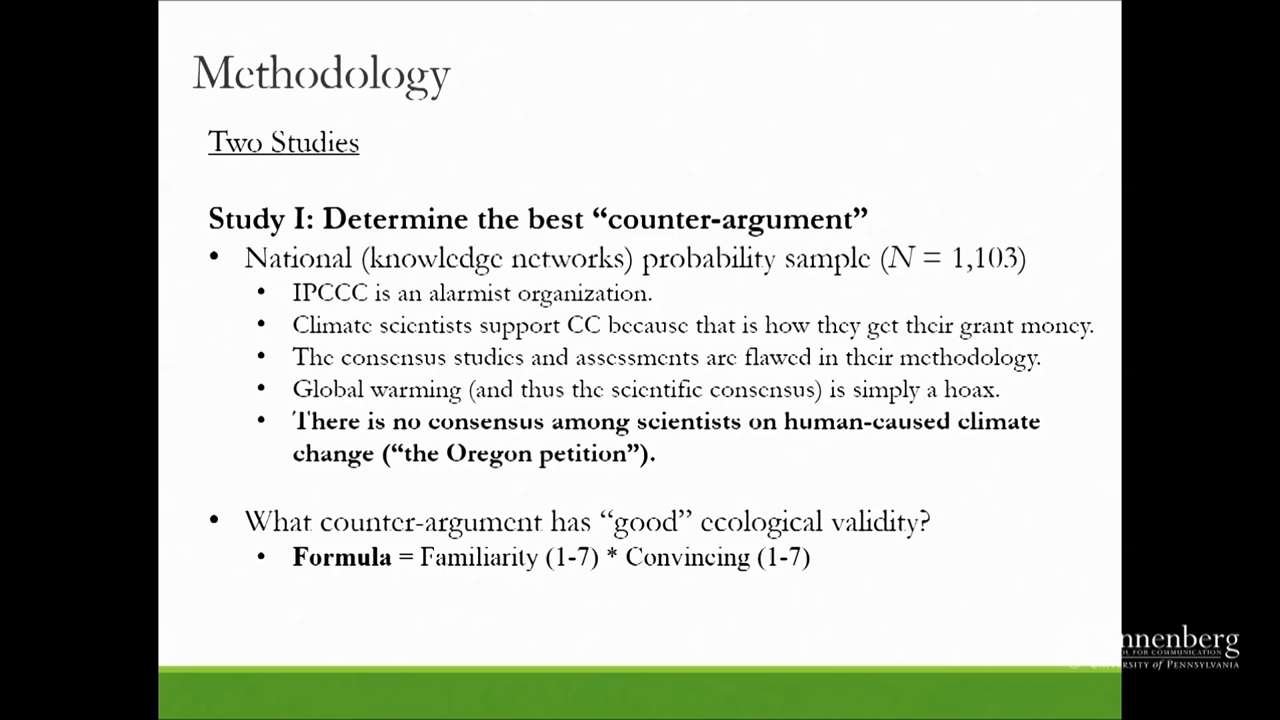 Methodology
Two Studies
Study I: Determine the best “counter-argument”
• National (knowledge networks) probability sample (N = 1,103)
• IPCCC is an alarmist organization.
• Climate scientists support CC because that is how they get their grant money.
• The consensus studies and assessments are flawed in their methodology.
• Global warming (and thus the scientific consensus) is simply a hoax.
• There is no consensus among scientists on human-caused climate
change (“the Oregon petition”).
• What counter-argument has “good” ecological validity?
• Formula = Familiarity (1-7) * Convincing (1-7)
nnenberg
OL FOR COMMUNICATION
UNIVERSITY of PENNSYLVANIA